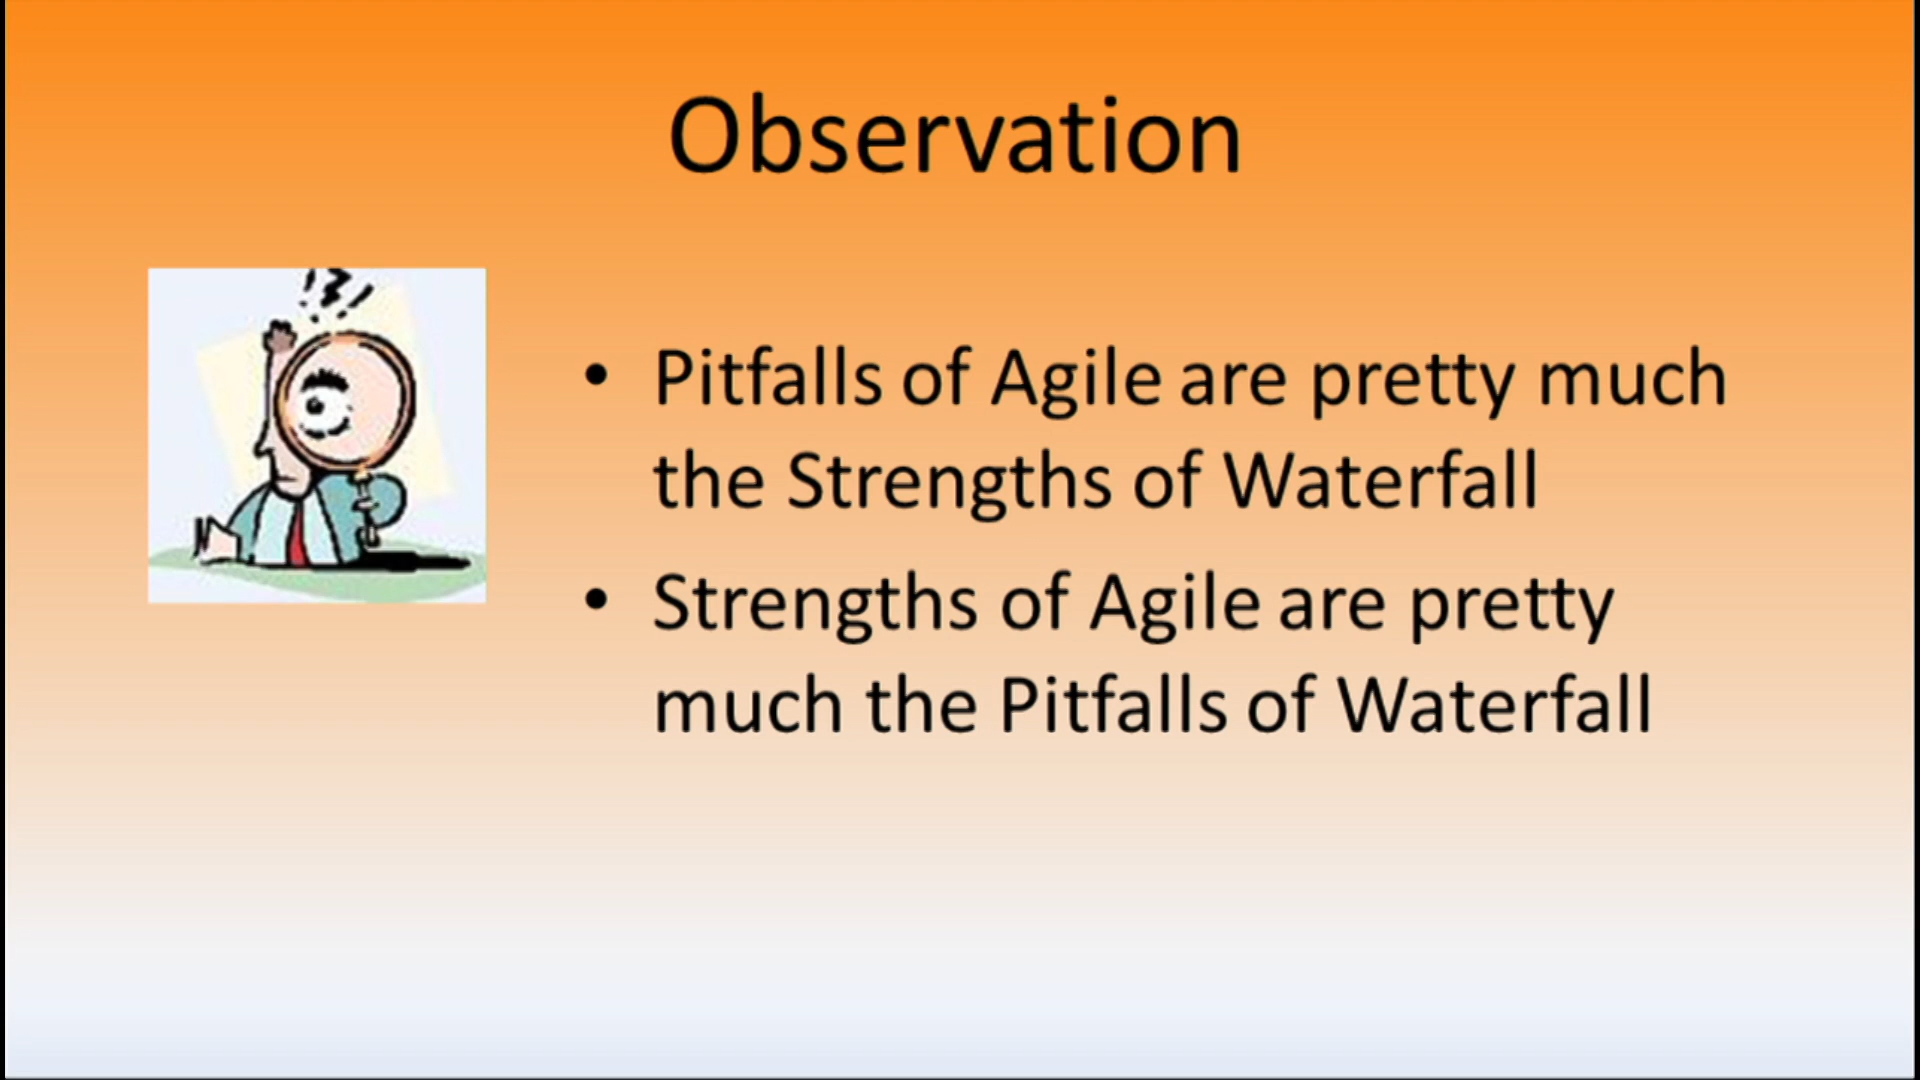 Observation
!?/
• Pitfalls of Agile are pretty much
the Strengths of Waterfall
• Strengths of Agile are pretty
much the Pitfalls of Waterfall